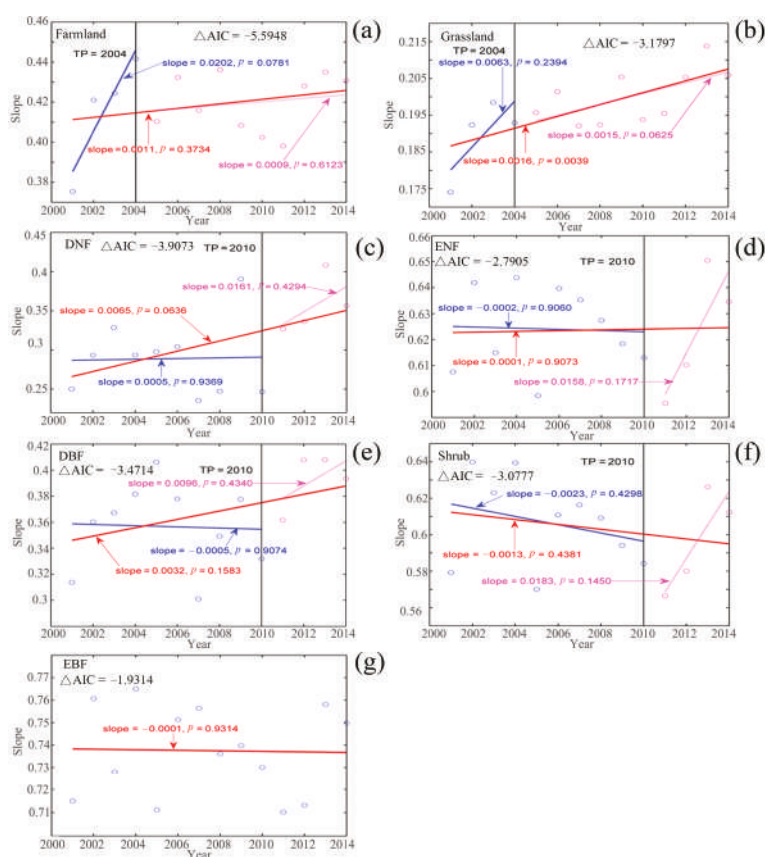 Farmland
△AIC = −5.5948
(a)
TP = 2004
slope = 0.0202, p = 0.0781
slope = 0.0011, p = 0.3734
slope = 0.0009, p = 0.6123
0.46
0.44
0.42
0.4
0.38
Slope
2000 2002 2004 2006 2008 2010 2012 2014
Year
Grassland
(b)
TP = 2004
△AIC = −3.1797
slope = 0.0063, p = 0.2394
slope = 0.0015, p = 0.0625
slope = 0.0016, p = 0.0039
0.215
0.205
0.195
0.185
0.175
Slope
2000 2002 2004 2006 2008 2010 2012 2014
Year
DNF
△AIC = −3.9073
TP = 2010
(c)
slope = 0.0161, p = 0.4294
slope = 0.0065, p = 0.0636
slope = 0.0005, p = 0.9369
0.5
0.4
0.35
0.3
0.25
Slope
2000 2002 2004 2006 2008 2010 2012 2014
Year
ENF
△AIC = −2.7905
TP = 2010
(d)
slope = −0.0002, p = 0.9060
slope = 0.0001, p = 0.9073
slope = 0.0158, p = 0.1717
0.66
0.65
0.64
0.63
0.62
0.61
0.6
Slope
2000 2002 2004 2006 2008 2010 2012 2014
Year
DBF
△AIC = −3.4714
TP = 2010
(e)
slope = 0.0096, p = 0.4340
slope = −0.0005, p = 0.9074
slope = 0.0032, p = 0.1583
0.42
0.4
0.38
0.36
0.34
0.32
0.3
Slope
2000 2002 2004 2006 2008 2010 2012 2014
Year
Shrub
△AIC = −3.0777
TP = 2010
(f)
slope = −0.0023, p = 0.4298
slope = −0.0013, p = 0.4381
slope = 0.0183, p = 0.1450
0.64
0.62
0.6
0.58
0.56
Slope
2000 2002 2004 2006 2008 2010 2012 2014
Year
EBF
△AIC = −1.9314
(g)
slope = −0.0001, p = 0.9314
0.77
0.76
0.75
0.74
0.73
0.72
0.71
Slope
2000 2002 2004 2006 2008 2010 2012 2014
Year